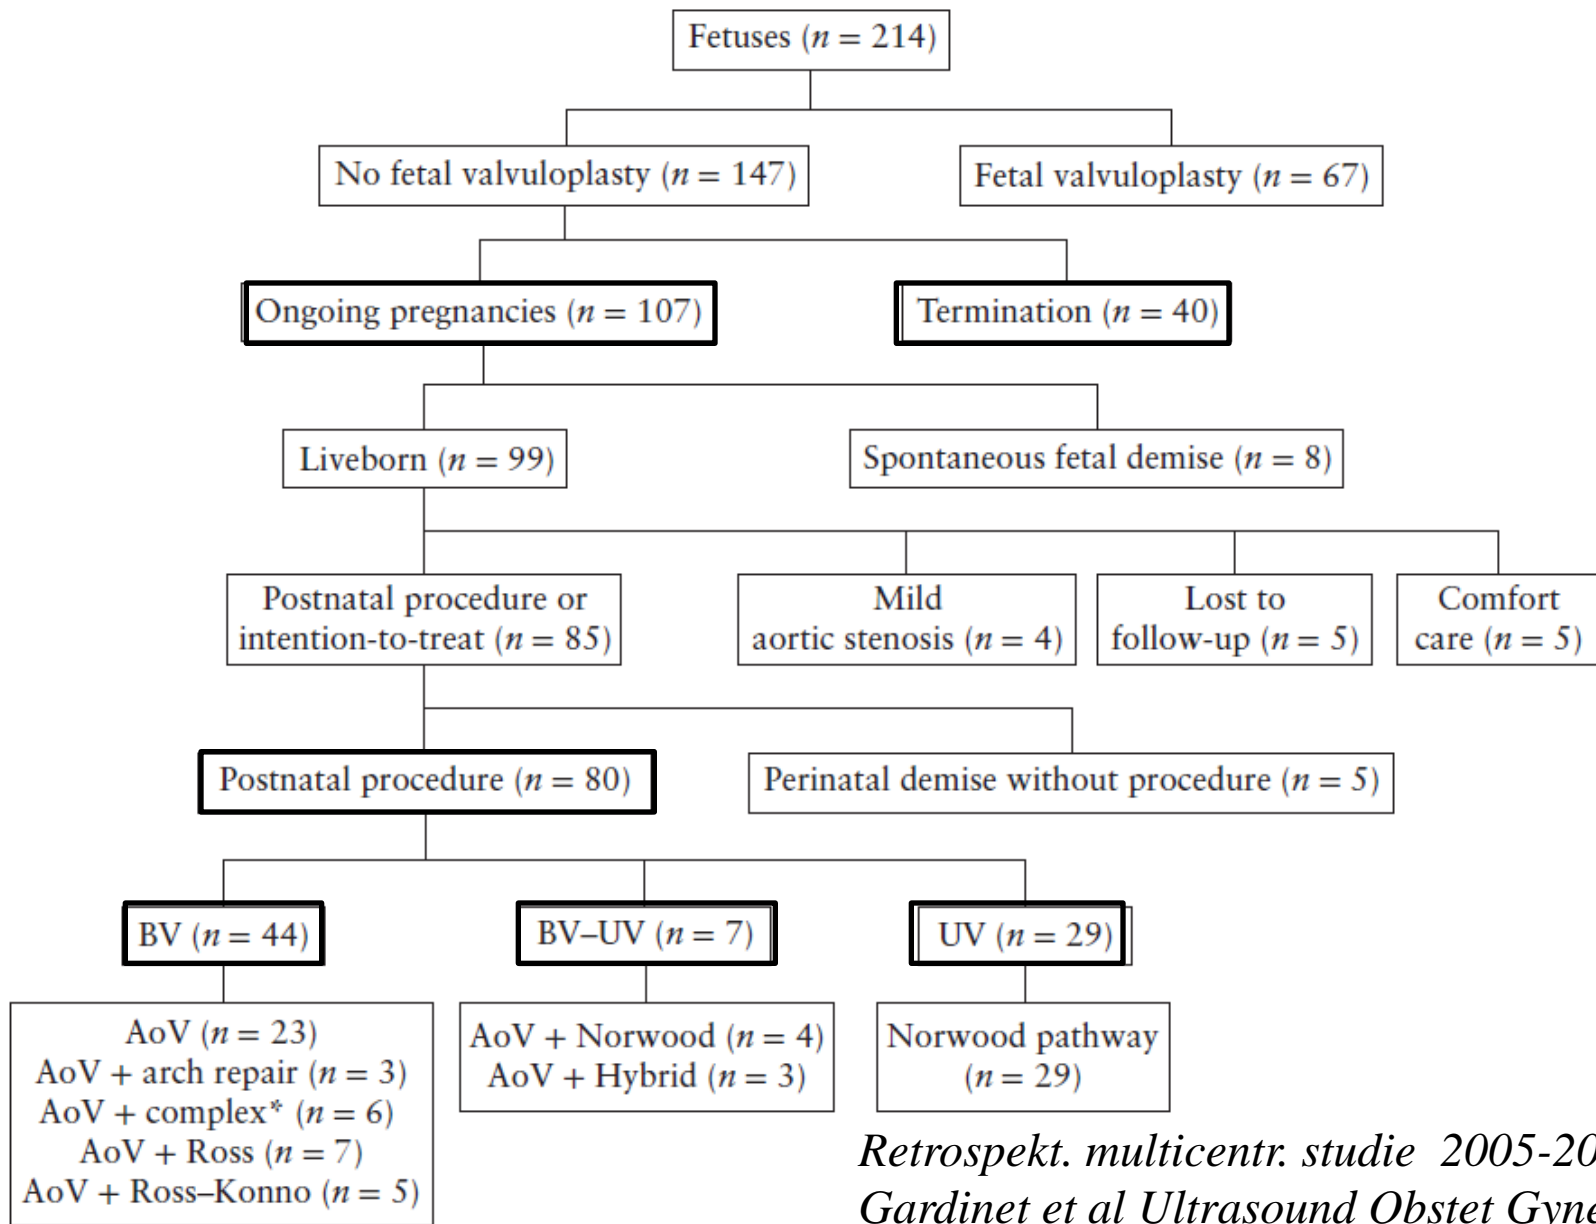 Fetuses (n = 214)
No fetal valvuloplasty (n = 147)
Fetal valvuloplasty (n = 67)
Ongoing pregnancies (n = 107)
Termination (n = 40)
Liveborn (n = 99)
Spontaneous fetal demise (n = 8)
Postnatal procedure or
intention-to-treat (n = 85)
Mild
aortic stenosis (n = 4)
Lost to
follow-up (n = 5)
Comfort
care (n = 5)
Postnatal procedure (n = 80)
Perinatal demise without procedure (n = 5)
BV (n = 44)
BV–UV (n = 7)
UV (n = 29)
AoV (n = 23)
AoV + arch repair (n = 3)
AoV + complex* (n = 6)
AoV + Ross (n = 7)
AoV + Ross–Konno (n = 5)
AoV + Norwood (n = 4)
AoV + Hybrid (n = 3)
Norwood pathway
(n = 29)
Retrospekt. multicentr. studie 2005-20
Gardinet et al Ultrasound Obstet Gyne